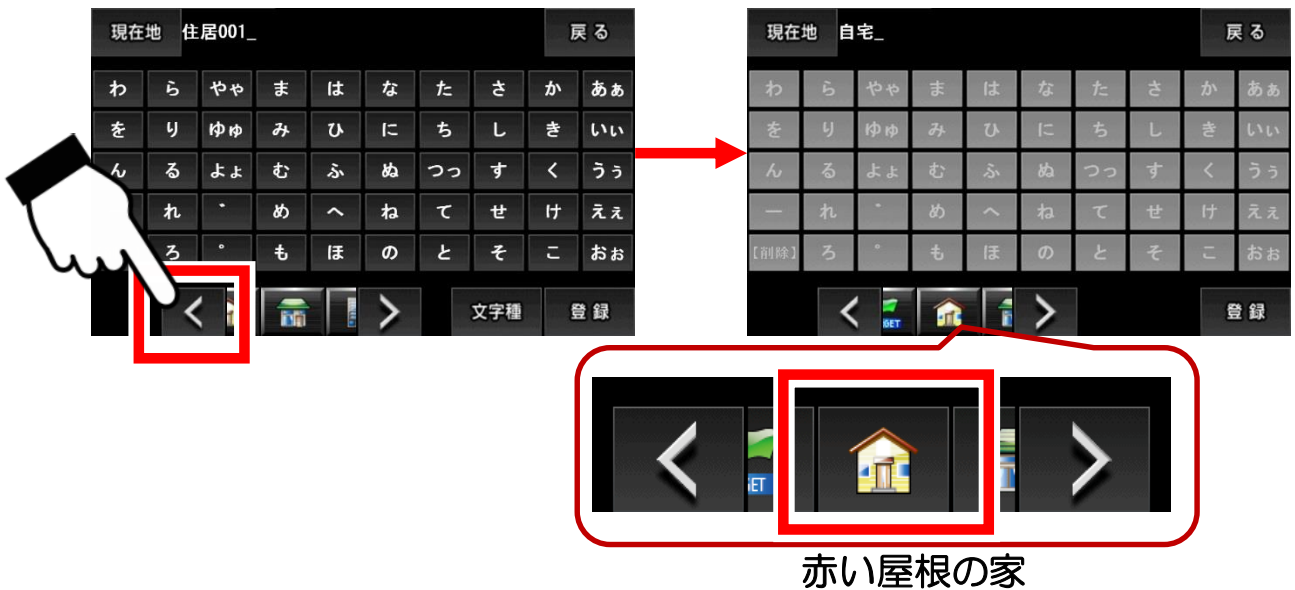 現在地 住居001_ 戻る
わ ら やゃ ま は な た さ か あぁ
を り ゆゅ み ひ に ち し き いぃ
ん る よょ む ふ ぬ つっ す く うぅ
れ ゛ め へ ね て せ け えぇ
ろ ゜ も ほ の と そ こ おぉ
文字種 登録
現在地 自宅_ 戻る
わ ら やゃ ま は な た さ か あぁ
を り ゆゅ み ひ に ち し き いぃ
ん る よょ む ふ ぬ つっ す く うぅ
ー れ ゛ め へ ね て せ け えぇ
【削除】 ろ ゜ も ほ の と そ こ おぉ
GET 登録
ET
赤い屋根の家